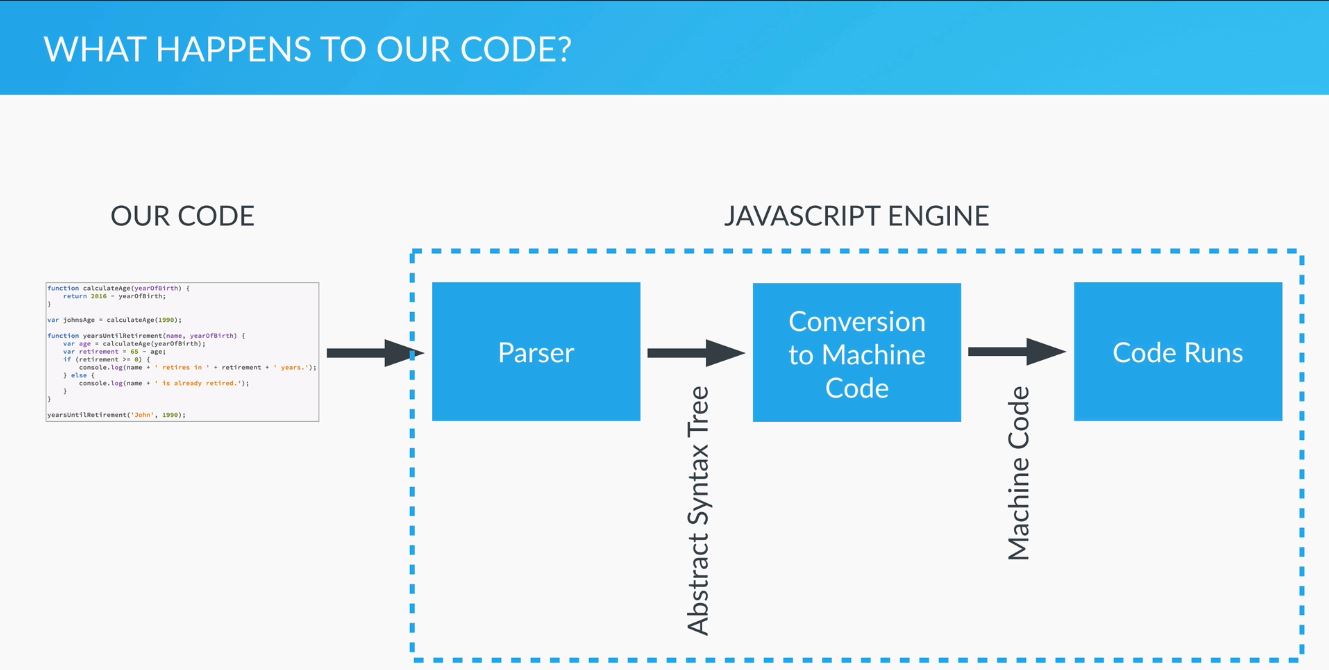 WHAT HAPPENS TO OUR CODE?
OUR CODE
function calculateAge(yearOfBirth) {
    return 2016 - yearOfBirth;
}
var johnsAge = calculateAge(1990);
function yearsUntilRetirement(name, yearOfBirth) {
    var age = calculateAge(yearOfBirth);
    var retirement = 65 - age;
    if (retirement >= 0) {
        console.log(name + ' retires in ' + retirement + ' years.');
    } else {
        console.log(name + ' is already retired.');
    }
}
yearsUntilRetirement('John', 1990);
JAVASCRIPT ENGINE
Parser
Abstract Syntax Tree
Conversion
to Machine
Code
Machine Code
Code Runs